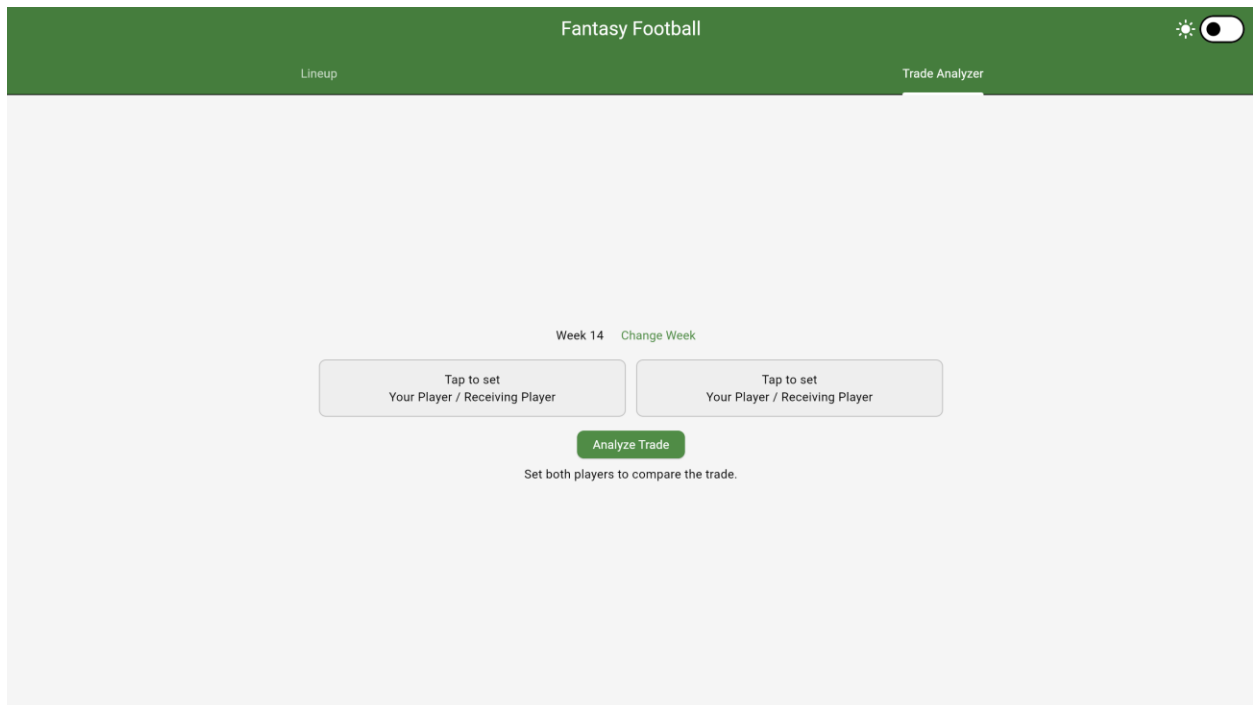 Fantasy Football
Lineup
Trade Analyzer
Week 14
Change Week
Tap to set
Your Player / Receiving Player
Tap to set
Your Player / Receiving Player
Analyze Trade
Set both players to compare the trade.